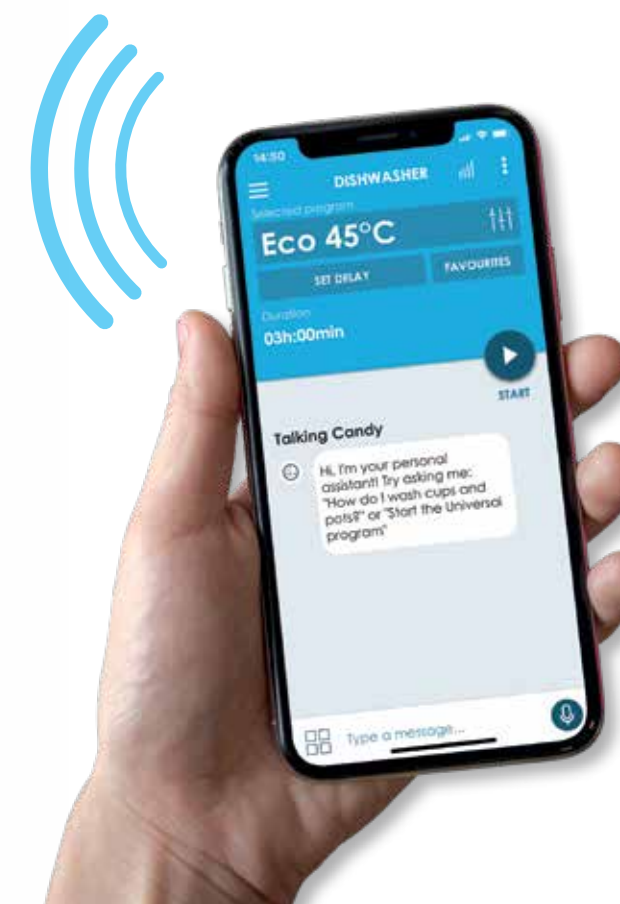 14:50
DISHWASHER
Selected program
Eco 45°C
SET DELAY
FAVOURITES
Duration
03h:00min
START
Talking Candy
Hi, I'm your personal
assistant! Try asking me:
"How do I wash cups and
pots?" or "Start the Universal
program"
Type a message...